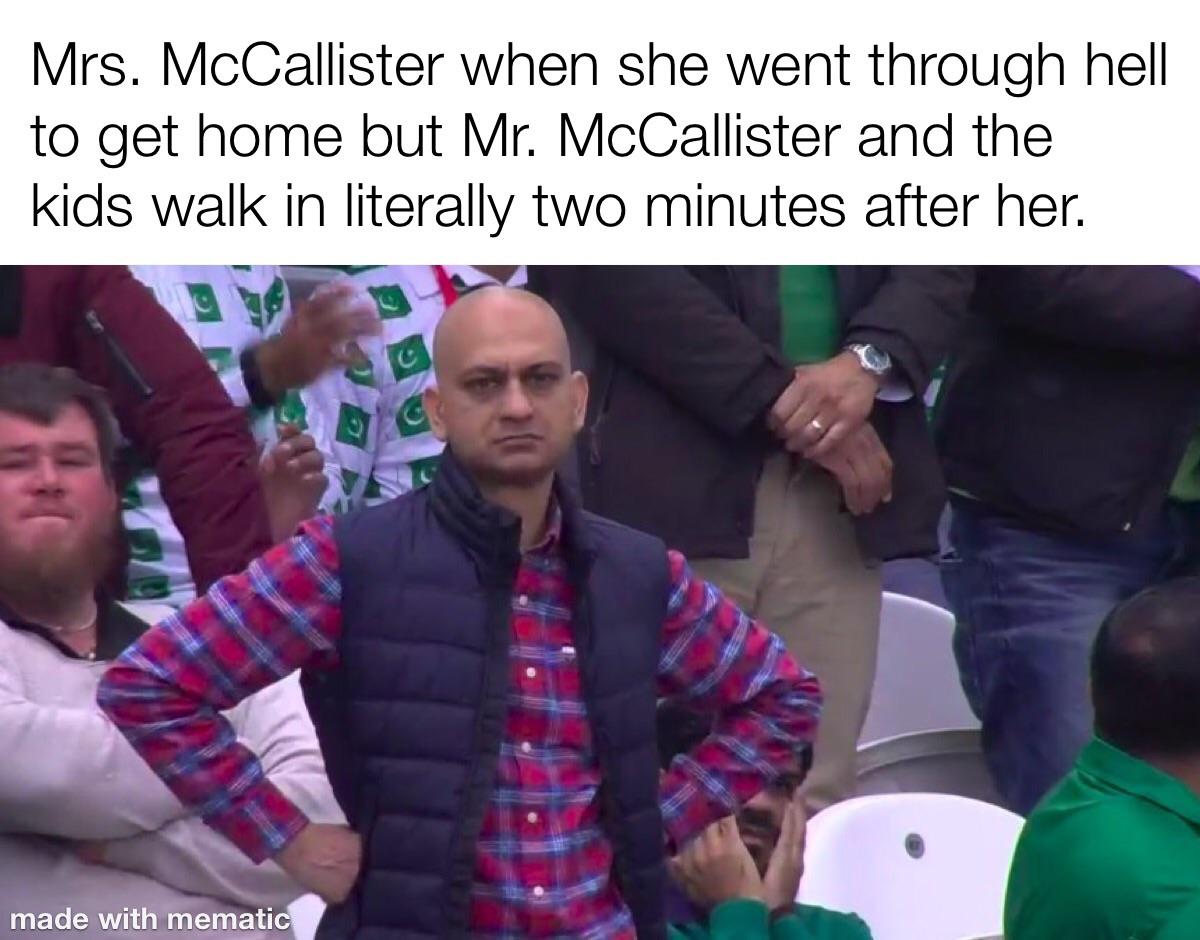 Mrs. McCallister when she went through hell
to get home but Mr. McCallister and the
kids walk in literally two minutes after her.
made with mematic